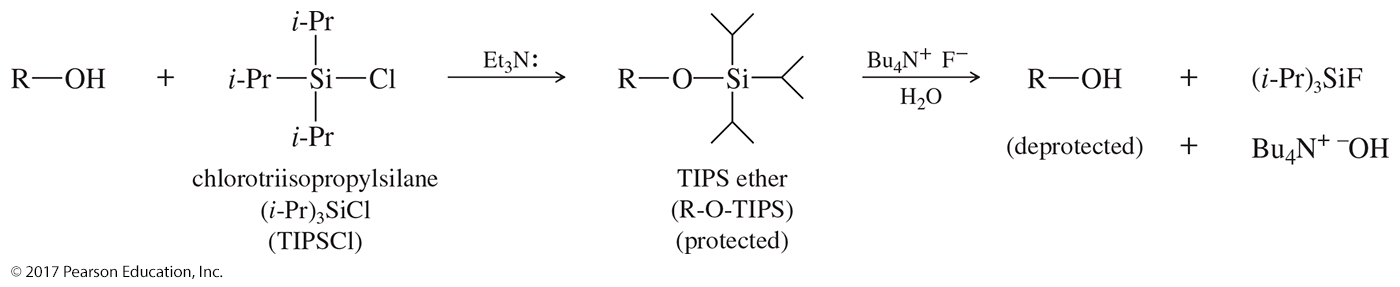 i-Pr
R—OH + i-Pr—Si—Cl Et₃N: R—O—Si Bu₄N⁺ F⁻ R—OH + (i-Pr)₃SiF
H₂O
i-Pr
(deprotected) + Bu₄N⁺ ⁻OH
chlorotriisopropylsilane TIPS ether
(i-Pr)₃SiCl (R-O-TIPS)
(TIPSCl) (protected)
© 2017 Pearson Education, Inc.